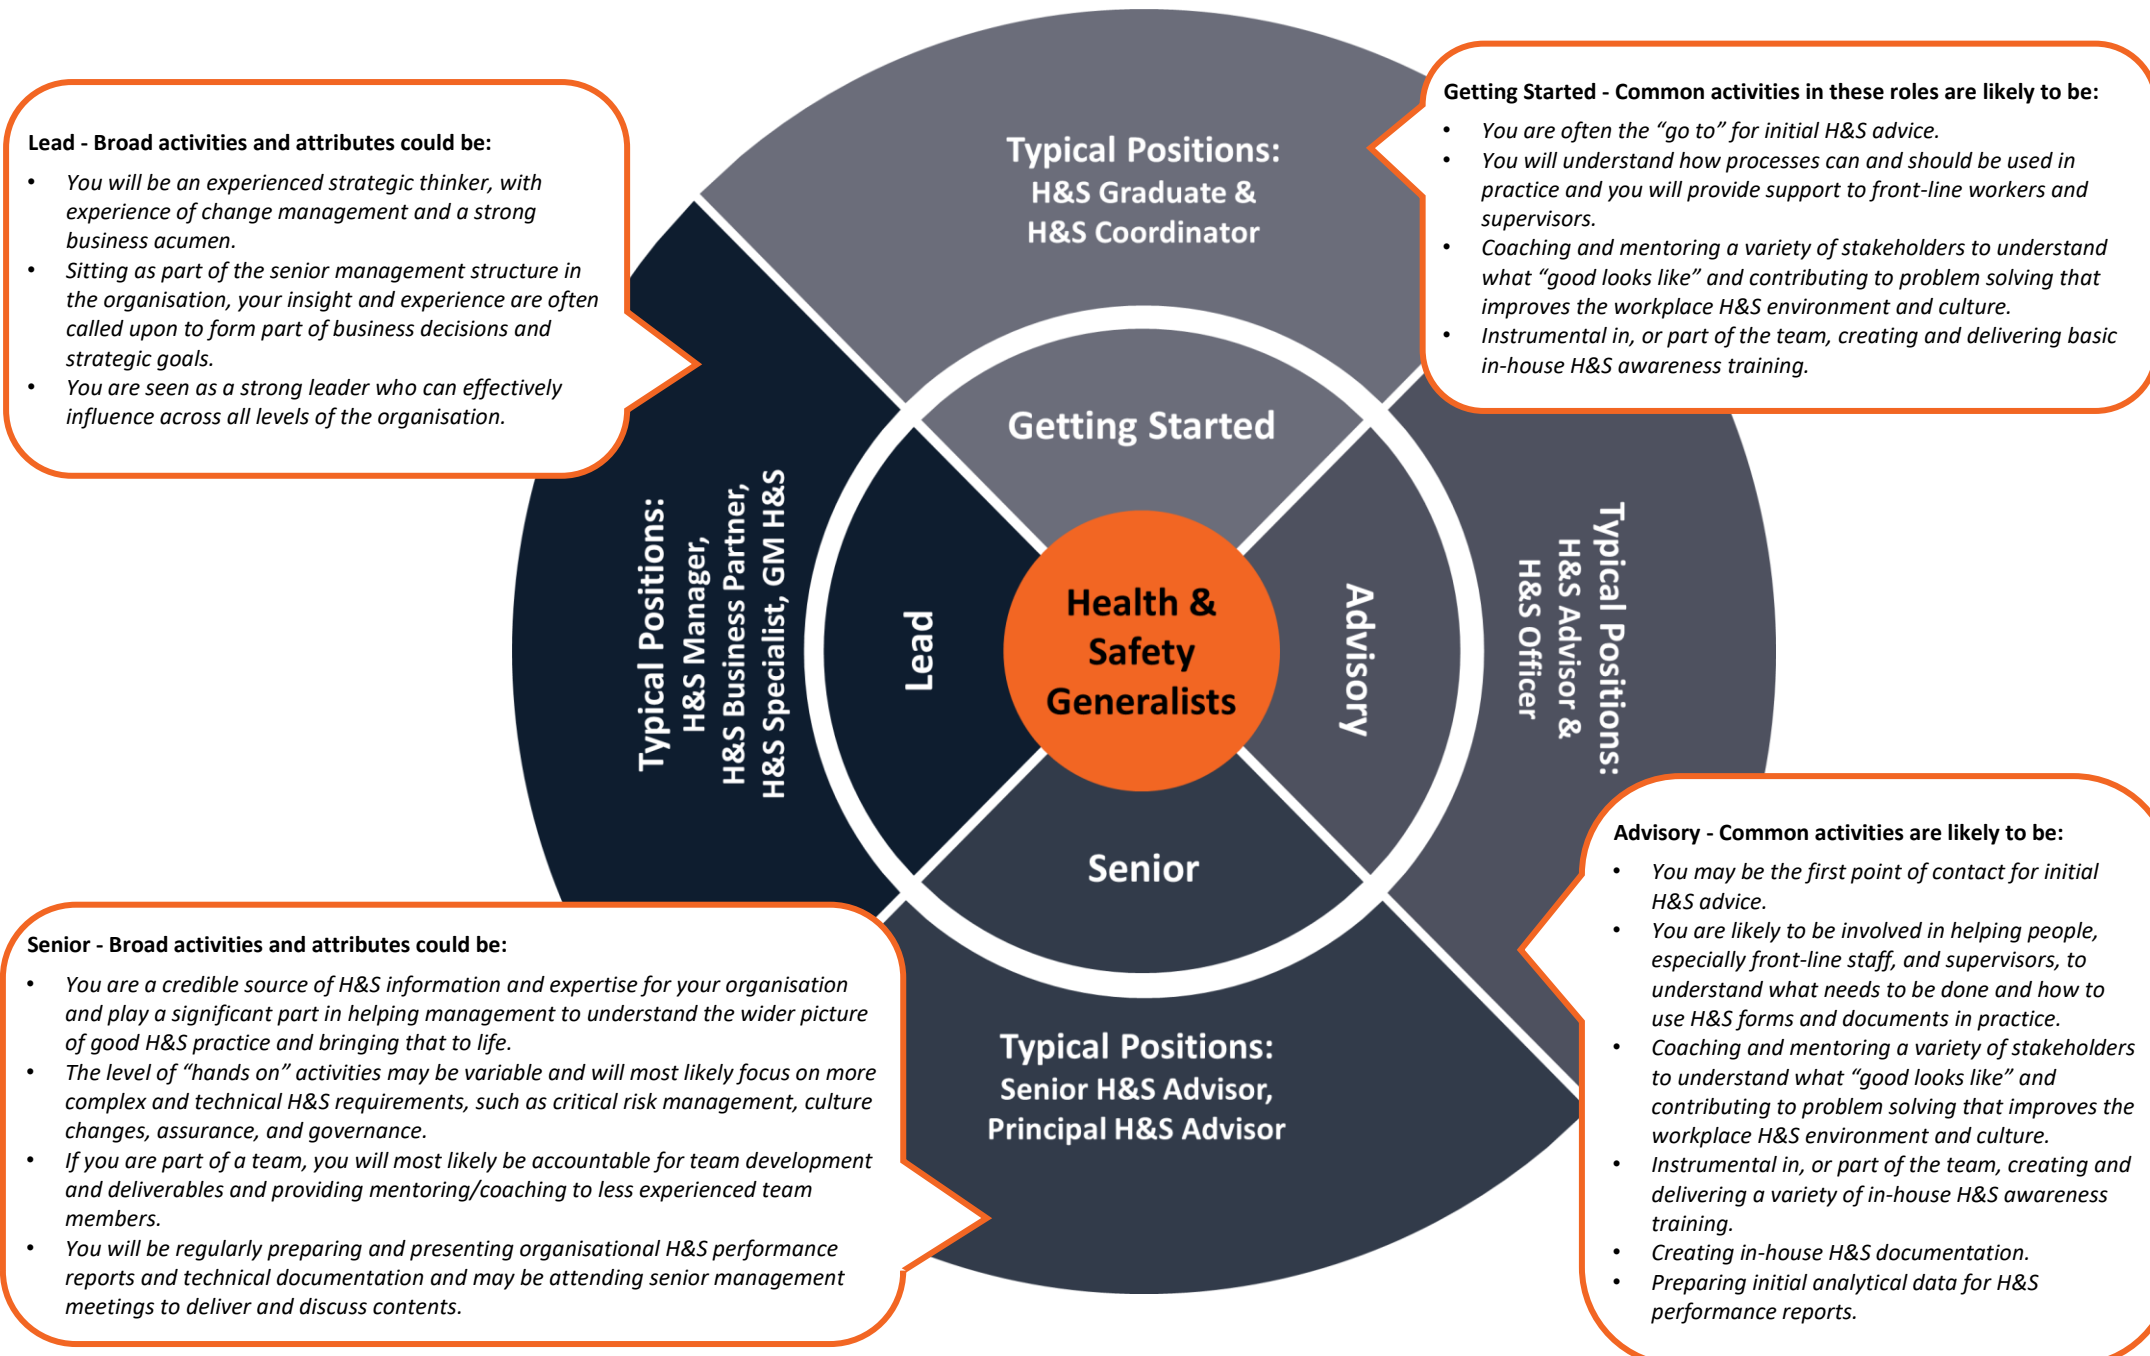 Lead - Broad activities and attributes could be:
• You will be an experienced strategic thinker, with
experience of change management and a strong
business acumen.
• Sitting as part of the senior management structure in
the organisation, your insight and experience are often
called upon to form part of business decisions and
strategic goals.
• You are seen as a strong leader who can effectively
influence across all levels of the organisation.
Typical Positions:
H&S Graduate &
H&S Coordinator
Getting Started - Common activities in these roles are likely to be:
• You are often the “go to” for initial H&S advice.
• You will understand how processes can and should be used in
practice and you will provide support to front-line workers and
supervisors.
• Coaching and mentoring a variety of stakeholders to understand
what “good looks like” and contributing to problem solving that
improves the workplace H&S environment and culture.
• Instrumental in, or part of the team, creating and delivering basic
in-house H&S awareness training.
Getting Started
Typical Positions:
H&S Manager,
H&S Business Partner,
H&S Specialist, GM H&S
Lead
Health &
Safety
Generalists
Advisory
Typical Positions:
H&S Advisor &
H&S Officer
Senior
Typical Positions:
Senior H&S Advisor,
Principal H&S Advisor
Advisory - Common activities are likely to be:
• You may be the first point of contact for initial
H&S advice.
• You are likely to be involved in helping people,
especially front-line staff, and supervisors, to
understand what needs to be done and how to
use H&S forms and documents in practice.
• Coaching and mentoring a variety of stakeholders
to understand what “good looks like” and
contributing to problem solving that improves the
workplace H&S environment and culture.
• Instrumental in, or part of the team, creating and
delivering a variety of in-house H&S awareness
training.
• Creating in-house H&S documentation.
• Preparing initial analytical data for H&S
performance reports.
Senior - Broad activities and attributes could be:
• You are a credible source of H&S information and expertise for your organisation
and play a significant part in helping management to understand the wider picture
of good H&S practice and bringing that to life.
• The level of “hands on” activities may be variable and will most likely focus on more
complex and technical H&S requirements, such as critical risk management, culture
changes, assurance, and governance.
• If you are part of a team, you will most likely be accountable for team development
and deliverables and providing mentoring/coaching to less experienced team
members.
• You will be regularly preparing and presenting organisational H&S performance
reports and technical documentation and may be attending senior management
meetings to deliver and discuss contents.